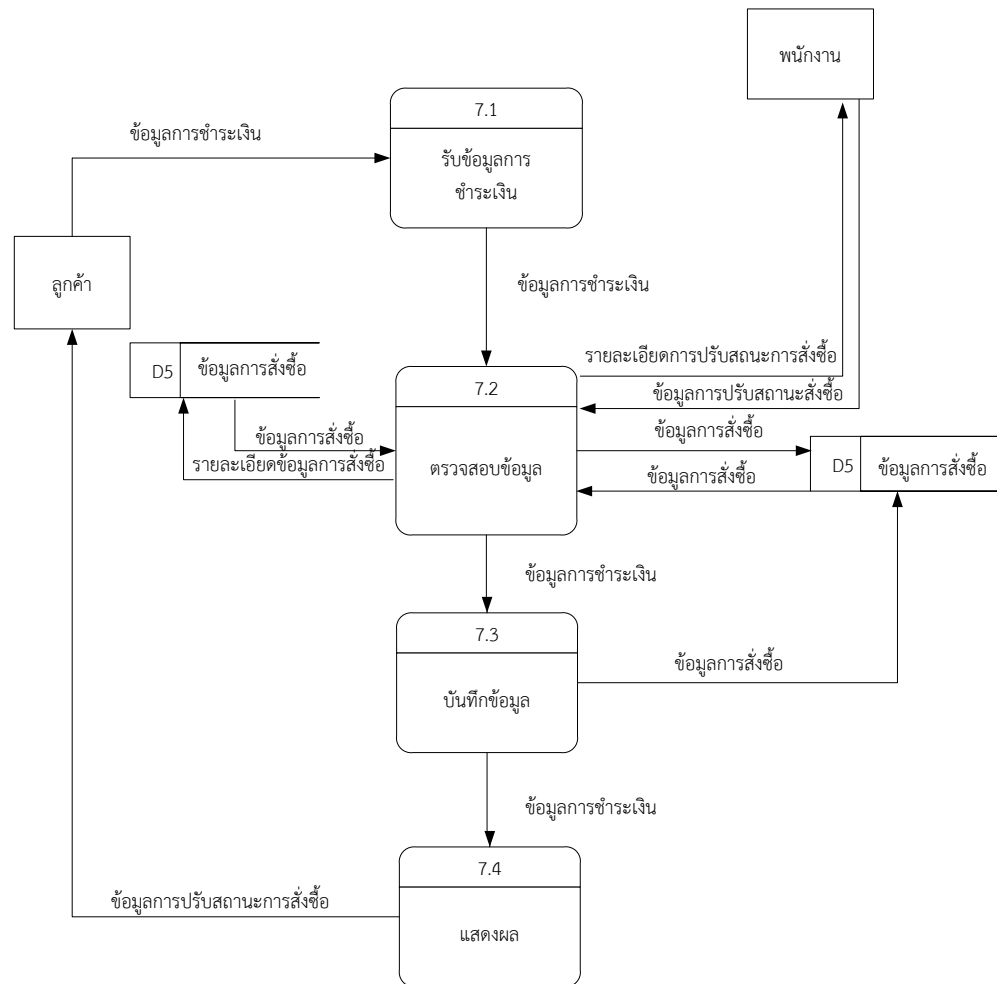 พนักงาน
7.1
ข้อมูลการชำระเงิน
รับข้อมูลการ
ชำระเงิน
ลูกค้า
ข้อมูลการชำระเงิน
รายละเอียดการปรับสถนะการสั่งซื้อ
D5 ข้อมูลการสั่งซื้อ
7.2
ข้อมูลการปรับสถานะสั่งซื้อ
ข้อมูลการสั่งซื้อ
ข้อมูลการสั่งซื้อ
รายละเอียดข้อมูลการสั่งซื้อ
ตรวจสอบข้อมูล
ข้อมูลการสั่งซื้อ
D5 ข้อมูลการสั่งซื้อ
ข้อมูลการชำระเงิน
7.3
ข้อมูลการสั่งซื้อ
บันทึกข้อมูล
ข้อมูลการชำระเงิน
7.4
ข้อมูลการปรับสถานะการสั่งซื้อ
แสดงผล